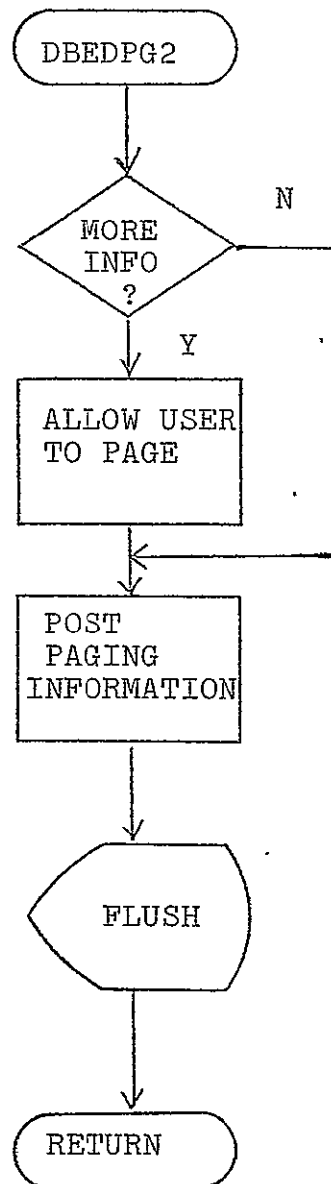 DBEDPG2
N
MORE
INFO
?
Y
ALLOW USER
TO PAGE
POST
PAGING
INFORMATION
FLUSH
RETURN